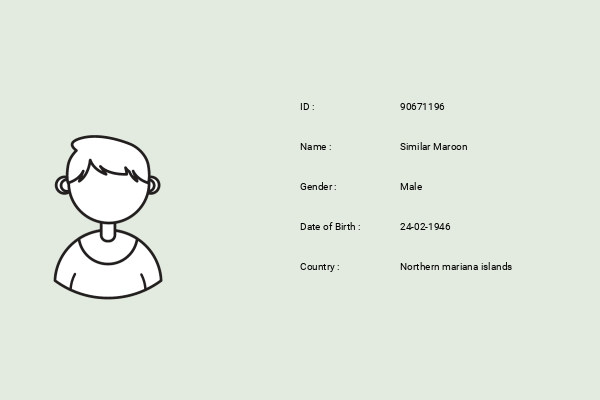 ID : 90671196
Name : Similar Maroon
Gender : Male
Date of Birth : 24-02-1946
Country : Northern mariana islands